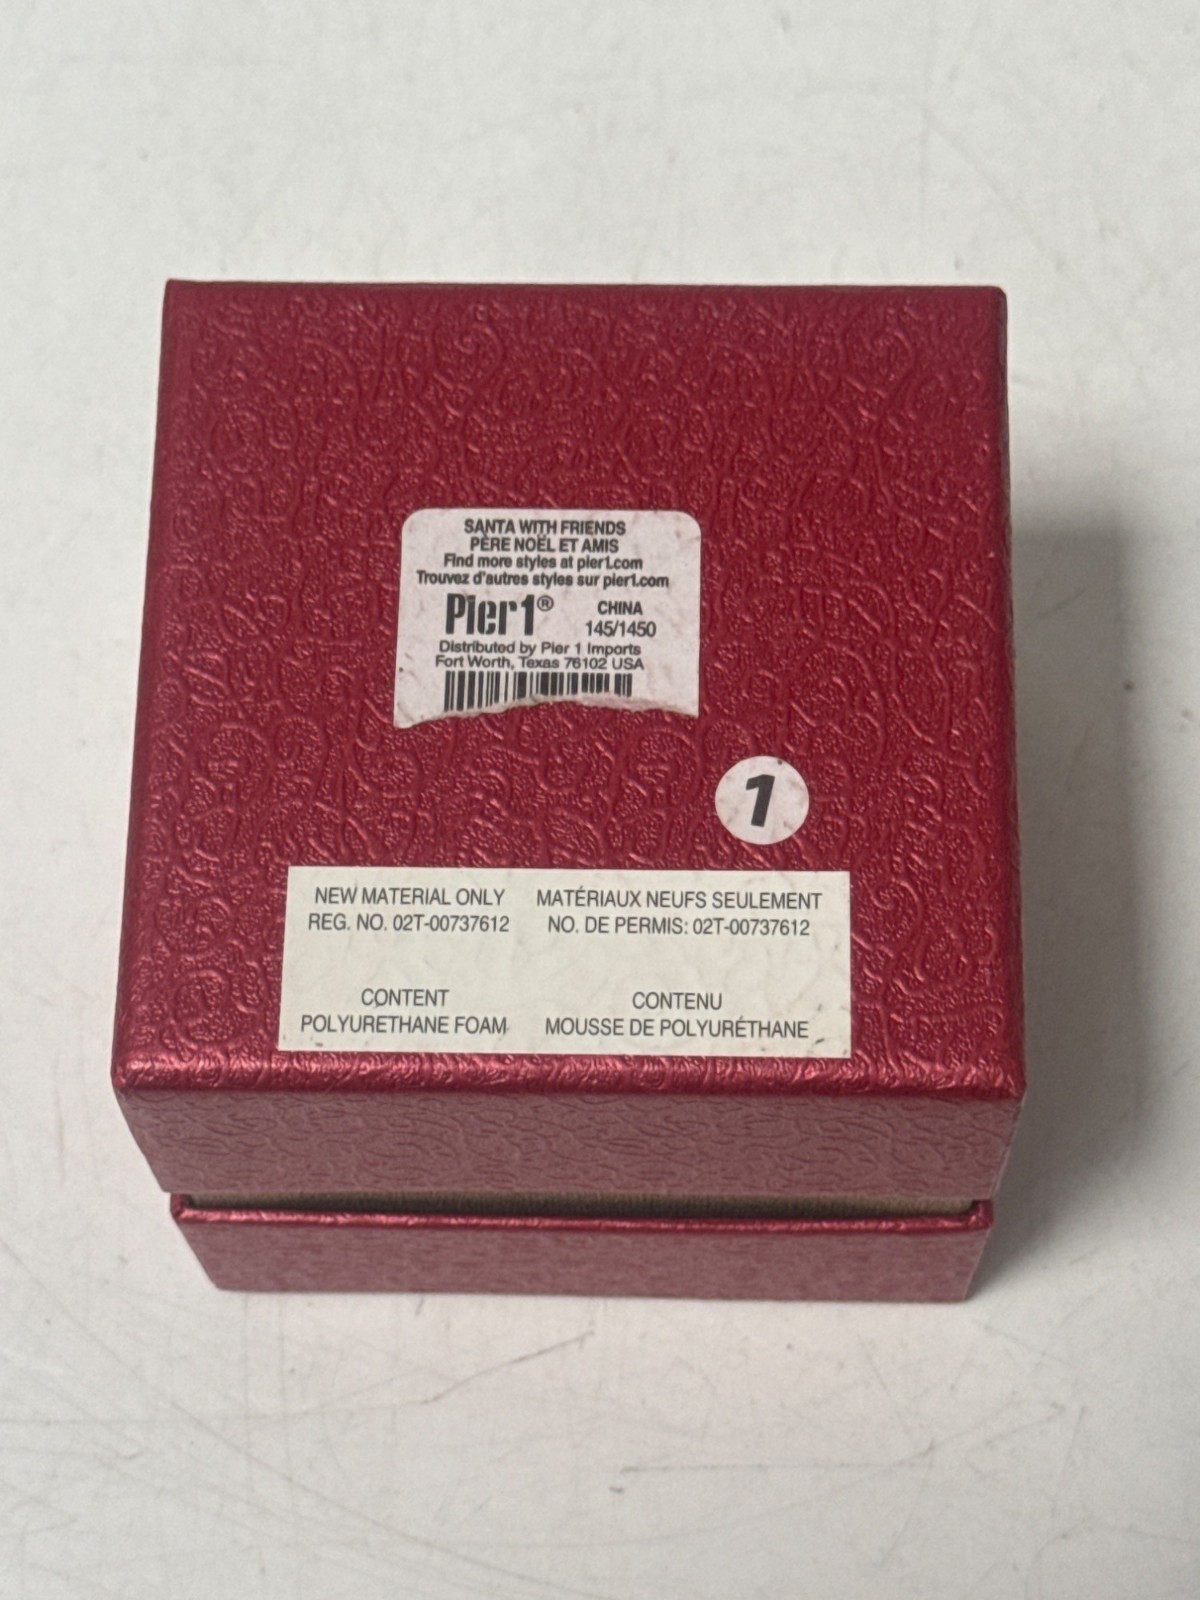 SANTA WITH FRIENDS
PÈRE NOËL ET AMIS
Find more styles at pier1.com
Trouvez d'autres styles sur pier1.com
Pier1®
CHINA
145/1450
Distributed by Pier 1 Imports
Fort Worth, Texas 76102 USA
1
NEW MATERIAL ONLY
REG. NO. 02T-00737612
MATÉRIAUX NEUFS SEULEMENT
NO. DE PERMIS: 02T-00737612
CONTENT
POLYURETHANE FOAM
CONTENU
MOUSSE DE POLYURÉTHANE